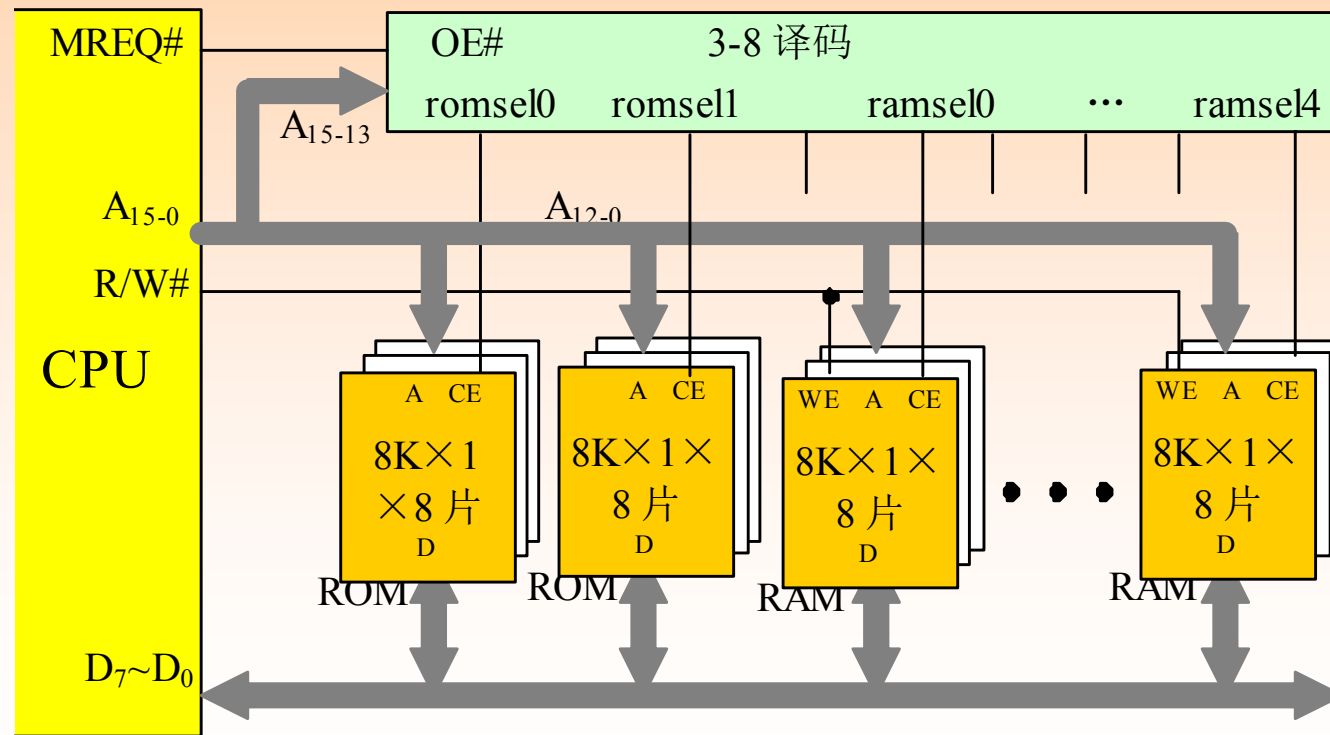 MREQ#
OE#
3-8 译码
romsel0
romsel1
ramsel0
…
ramsel4
A15-13
A15-0
A12-0
R/W#
CPU
A CE
8K×1
×8 片
D
ROM
A CE
8K×1×
8 片
D
ROM
WE A CE
8K×1×
8 片
D
RAM
WE A CE
8K×1×
8 片
D
RAM
D7~D0